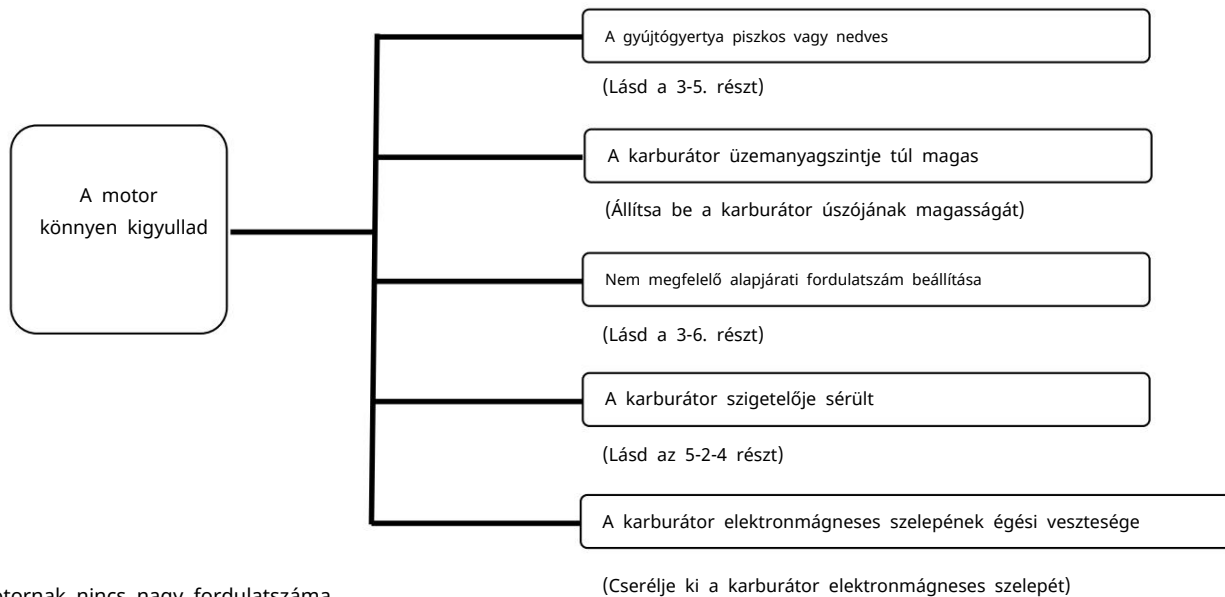 A gyújtógyertya piszkos vagy nedves
(Lásd a 3-5. részt)
A motor
könnyen kigyullad
A karburátor üzemanyagszintje túl magas
(Állítsa be a karburátor úszójának magasságát)
Nem megfelelő alapjárati fordulatszám beállítása
(Lásd a 3-6. részt)
A karburátor szigetelője sérült
(Lásd az 5-2-4 részt)
A karburátor elektronmágneses szelepének égési vesztesége
(Cserélje ki a karburátor elektronmágneses szelepét)
nincs nagy fordulatszáma